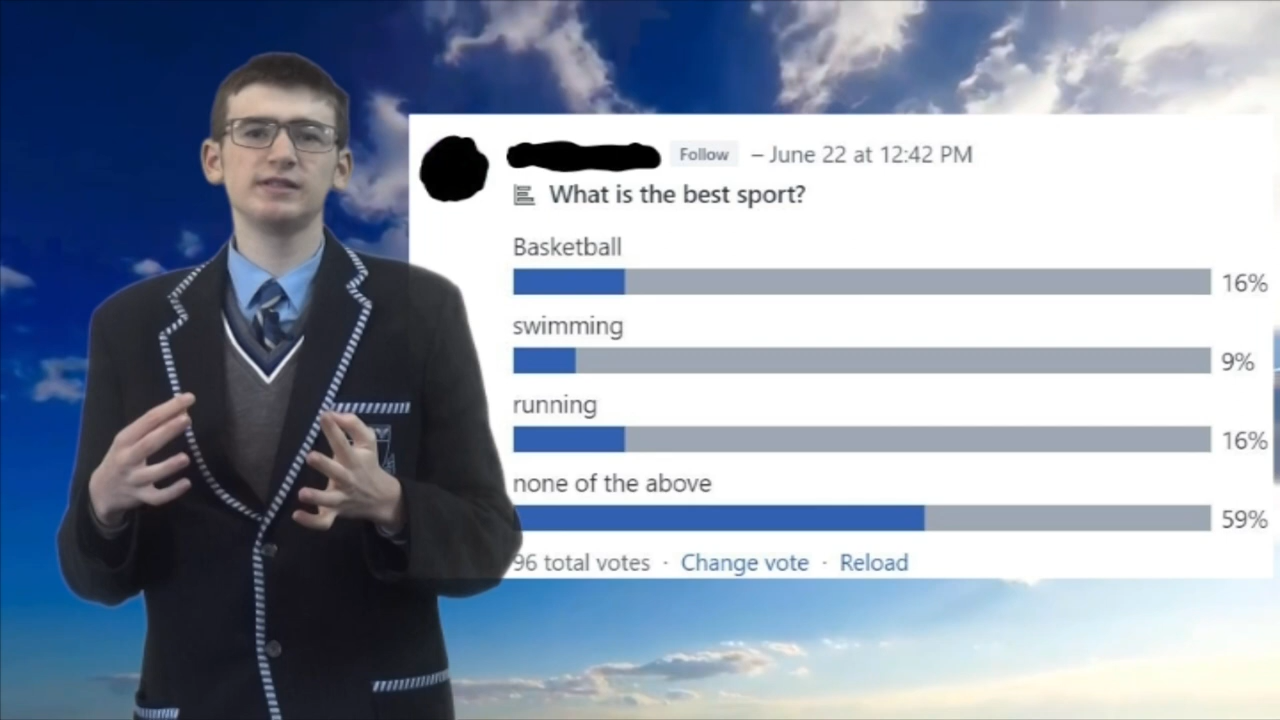 Follow – June 22 at 12:42 PM
What is the best sport?
Basketball
16%
swimming
9%
running
16%
none of the above
59%
96 total votes · Change vote · Reload